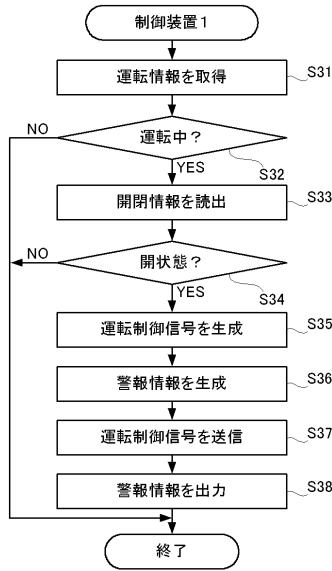 制御装置1
運転情報を取得
S31
NO
運転中?
YES
S32
開閉情報を読出
S33
NO
開状態?
YES
S34
運転制御信号を生成
S35
警報情報を生成
S36
運転制御信号を送信
S37
警報情報を出力
S38
終了